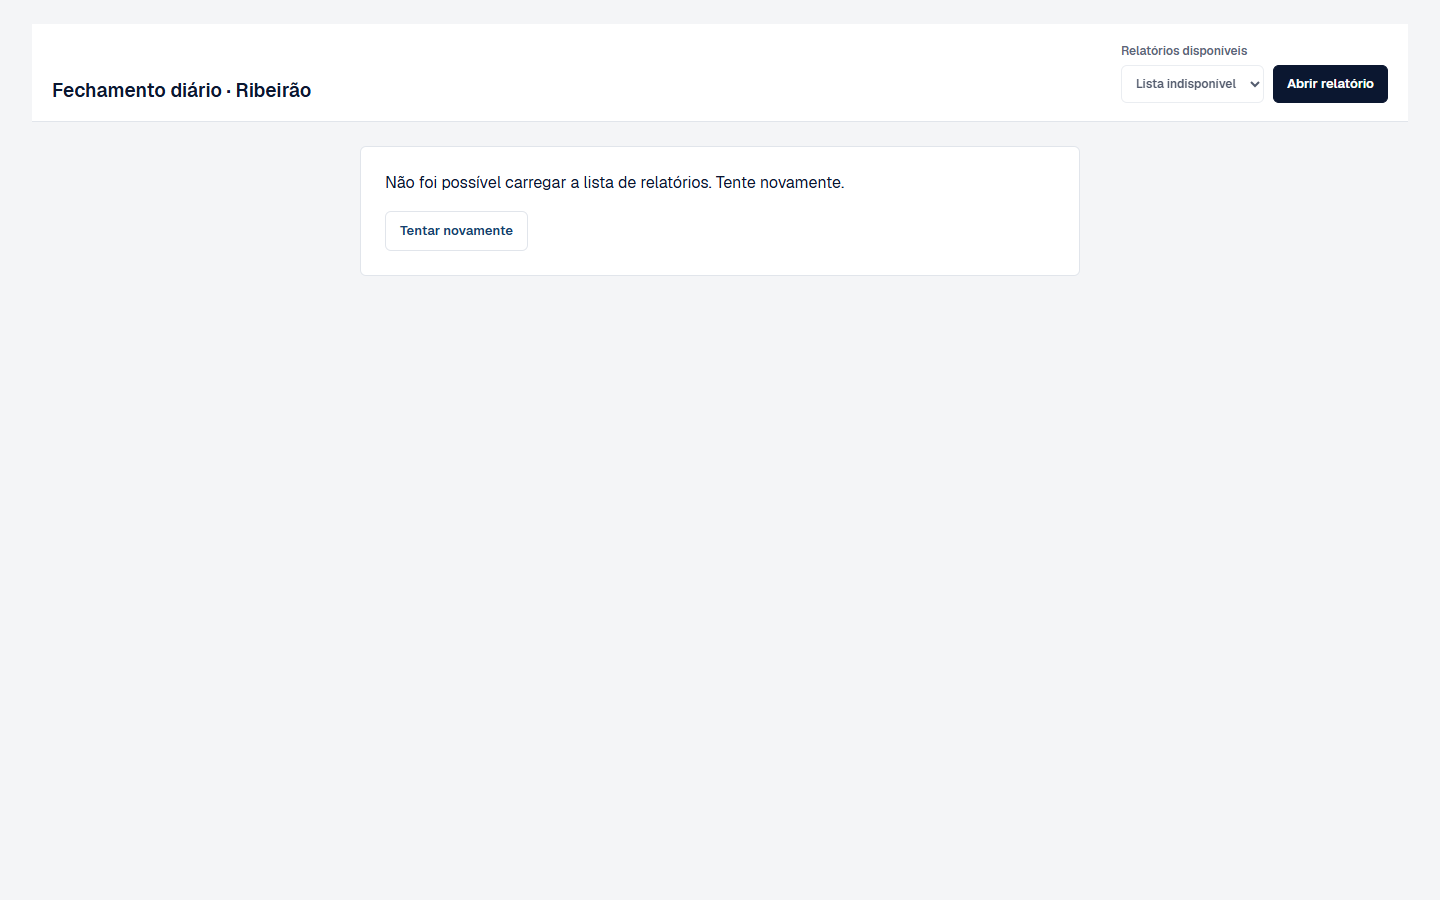 Fechamento diário · Ribeirão
Relatórios disponíveis
Lista indisponível
Abrir relatório
Não foi possível carregar a lista de relatórios. Tente novamente.
Tentar novamente